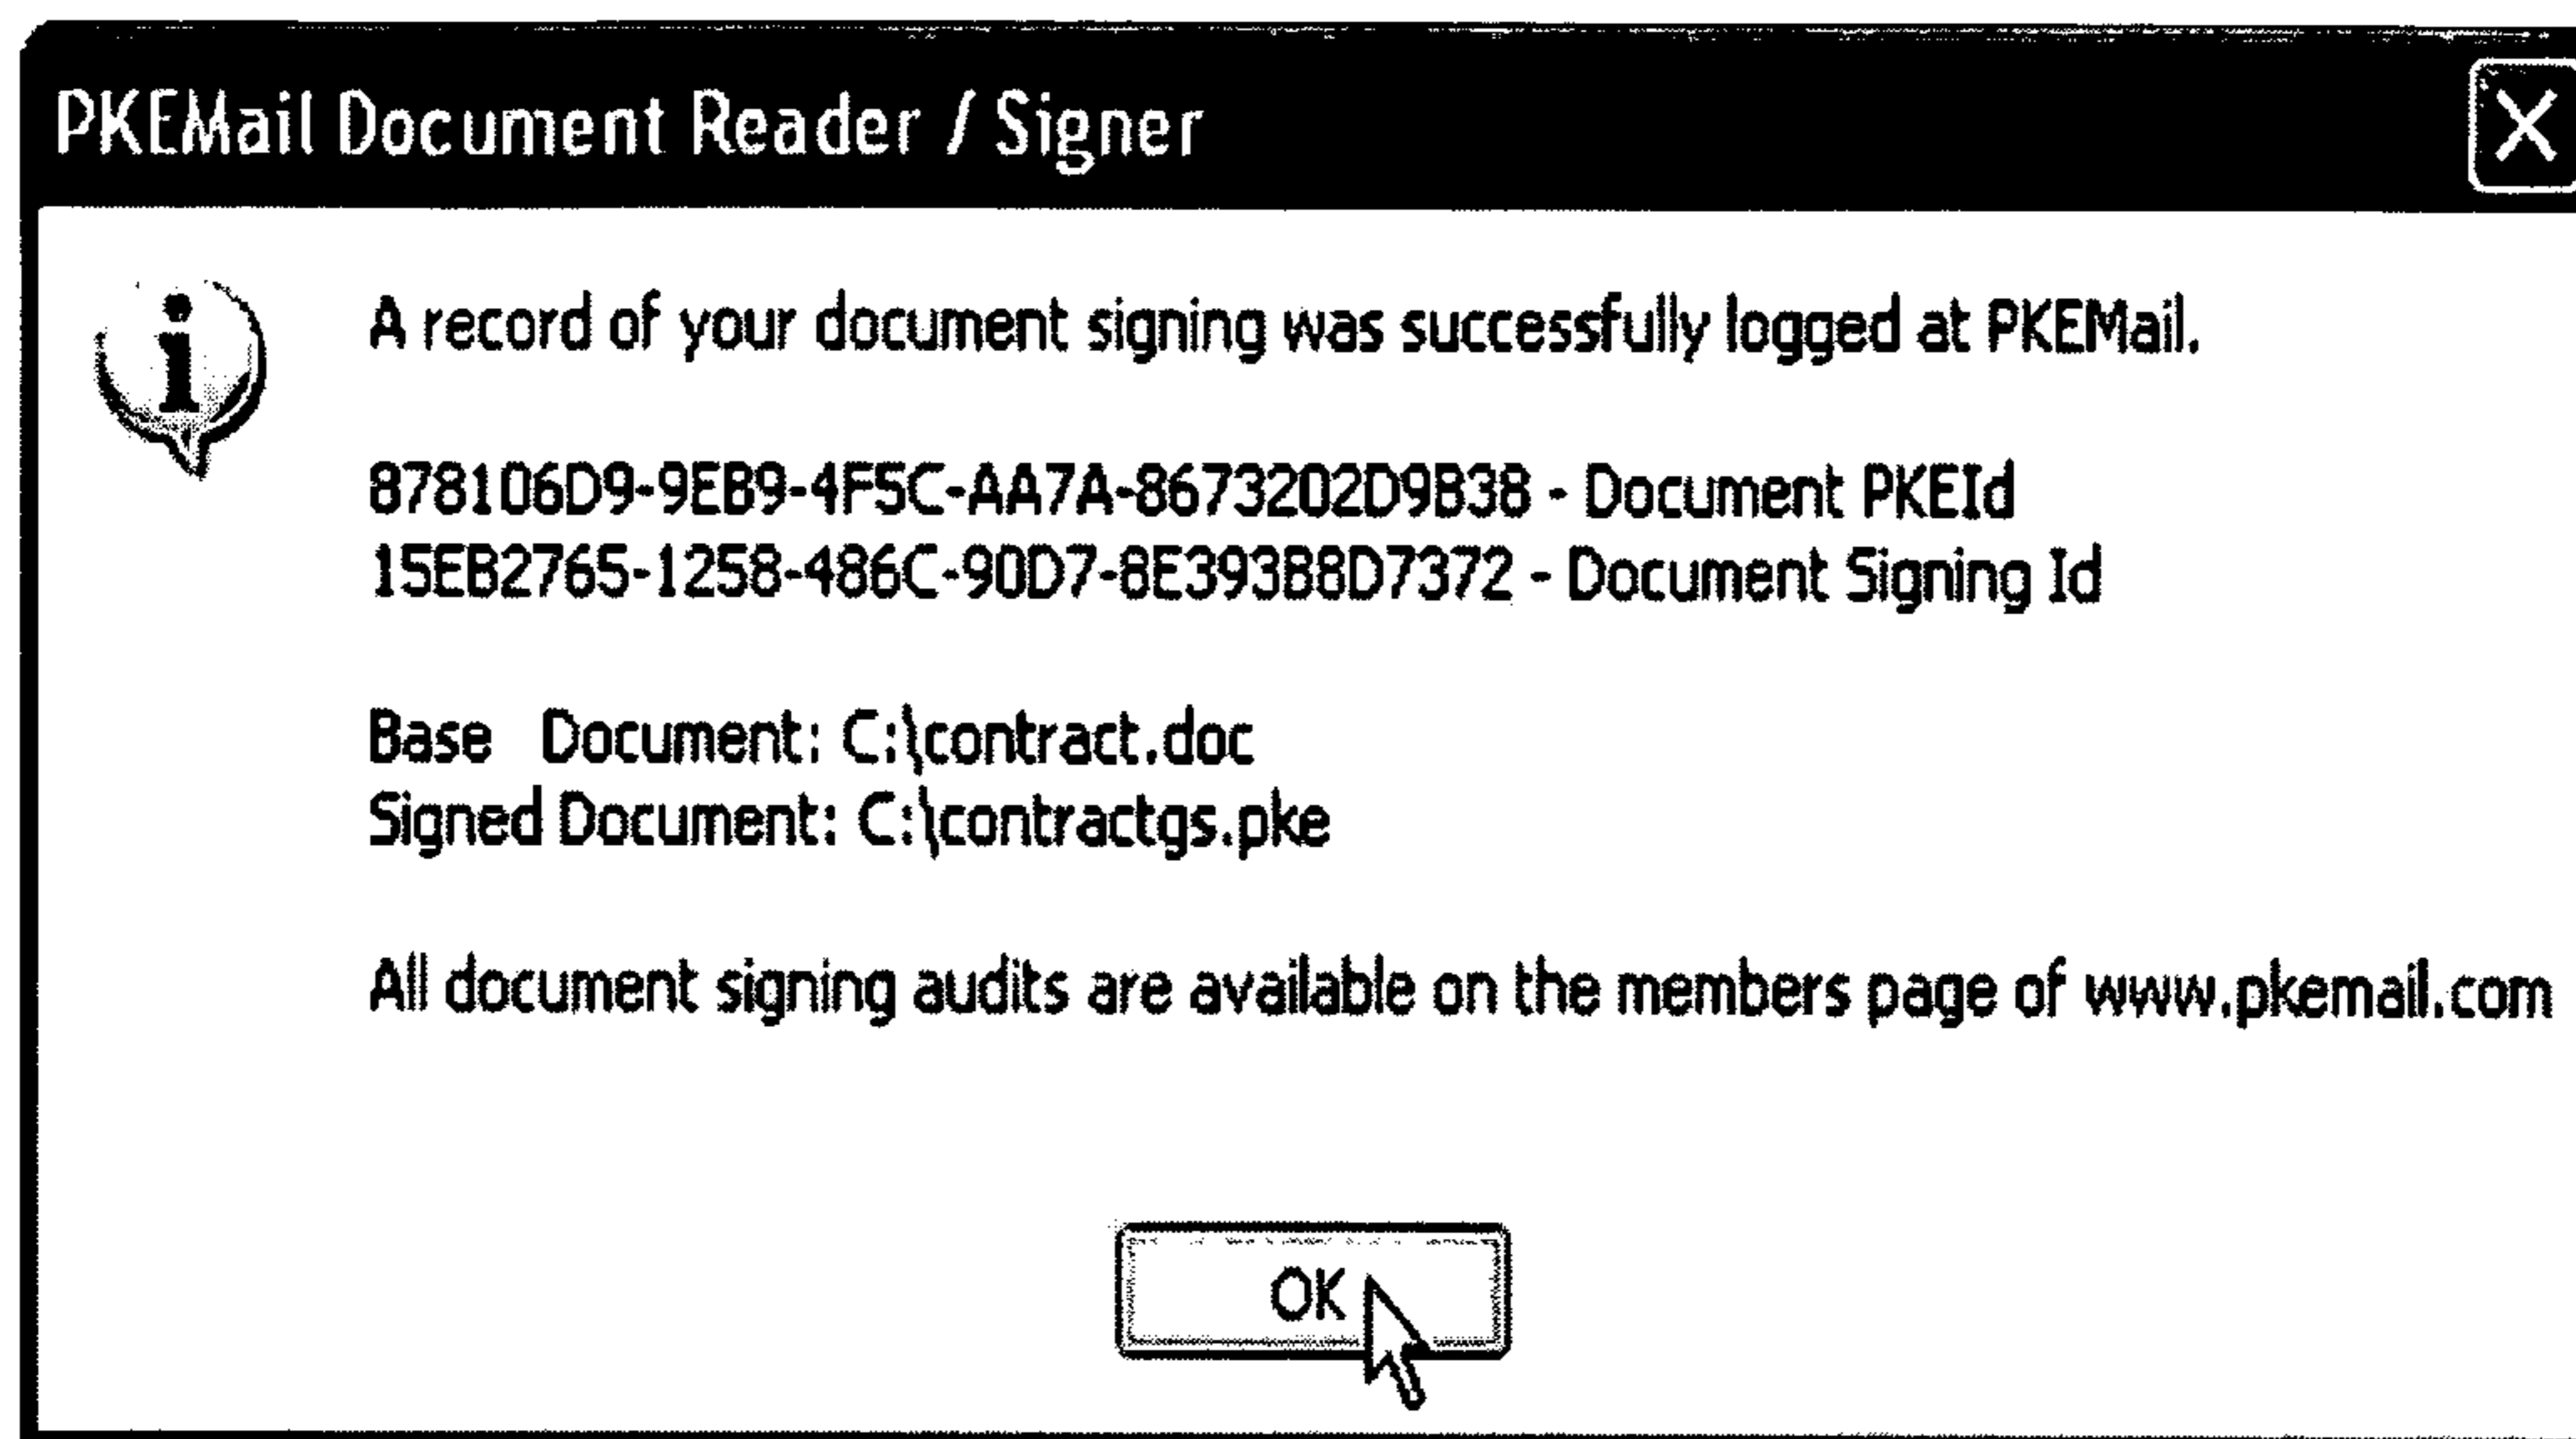 PKEMail Document Reader / Signer
A record of your document signing was successfully logged at PKEMail.
878106D9-9EB9-4F5C-AA7A-8673202D9B38 - Document PKEId
15EB2765-1258-486C-90D7-8E393B8D7372 - Document Signing Id
Base   Document: C:\contract.doc
Signed Document: C:\contractgs.pke
All document signing audits are available on the members page of www.pkemail.com
OK